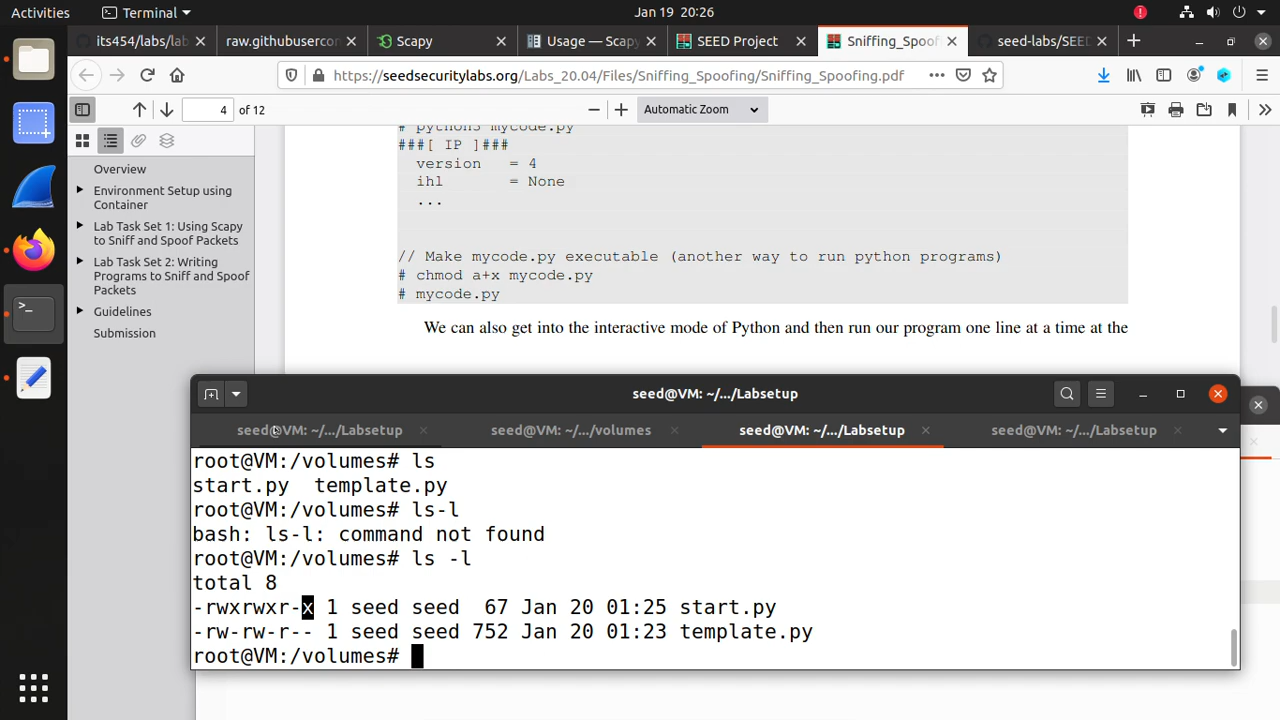 Activities
Terminal
Jan 19 20:26
its454/labs/lab
raw.githubuserco
Scapy
Usage — Scapy
SEED Project
Sniffing_Spoof
seed-labs/SEE
https://seedsecuritylabs.org/Labs_20.04/Files/Sniffing_Spoofing/Sniffing_Spoofing.pdf
4 of 12
Automatic Zoom
Overview
Environment Setup using
Container
Lab Task Set 1: Using Scapy
to Sniff and Spoof Packets
Lab Task Set 2: Writing
Programs to Sniff and Spoof
Packets
Guidelines
Submission
# python3 mycode.py
###[ IP ]###
version = 4
ihl = None
...
// Make mycode.py executable (another way to run python programs)
# chmod a+x mycode.py
# mycode.py
We can also get into the interactive mode of Python and then run our program one line at a time at the
seed@VM: ~/.../Labsetup
seed@VM: ~/.../Labsetup
seed@VM: ~/.../volumes
seed@VM: ~/.../Labsetup
seed@VM: ~/.../Labsetup
root@VM:/volumes# ls
start.py template.py
root@VM:/volumes# ls-l
bash: ls-l: command not found
root@VM:/volumes# ls -l
total 8
-rwxrwxr-x 1 seed seed 67 Jan 20 01:25 start.py
-rw-rw-r-- 1 seed seed 752 Jan 20 01:23 template.py
root@VM:/volumes#